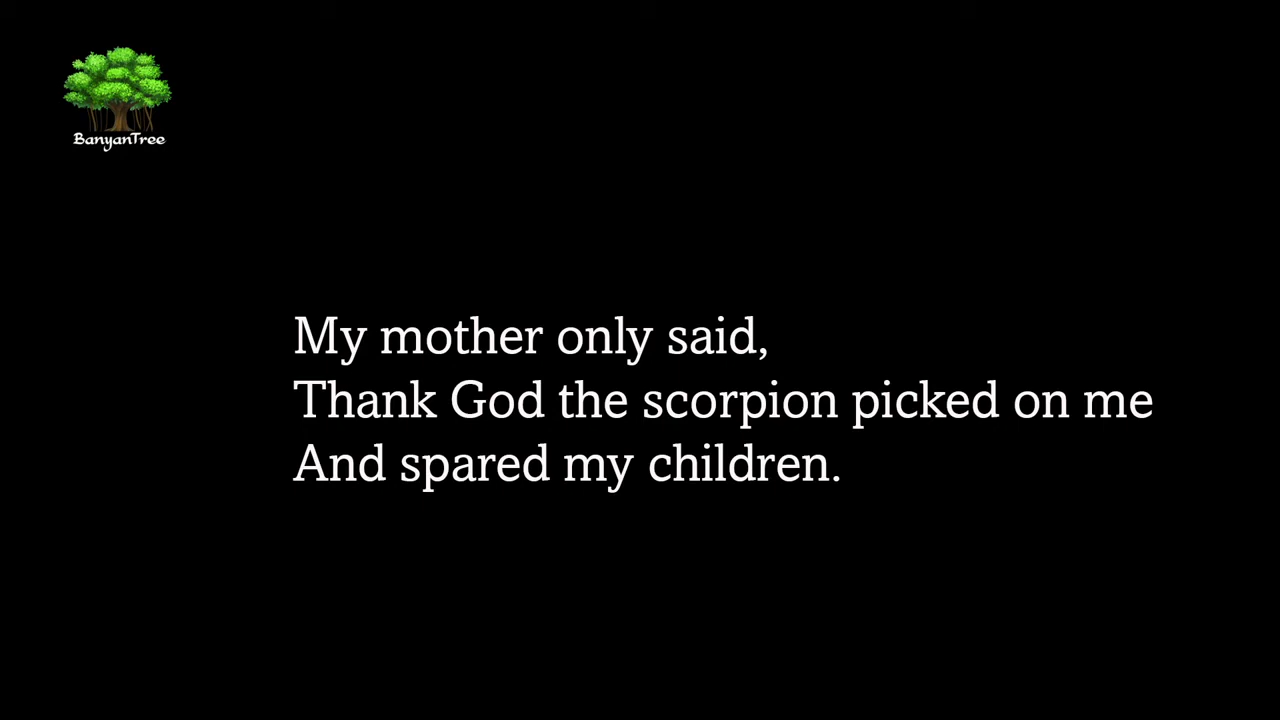 BanyanTree
My mother only said,
Thank God the scorpion picked on me
And spared my children.